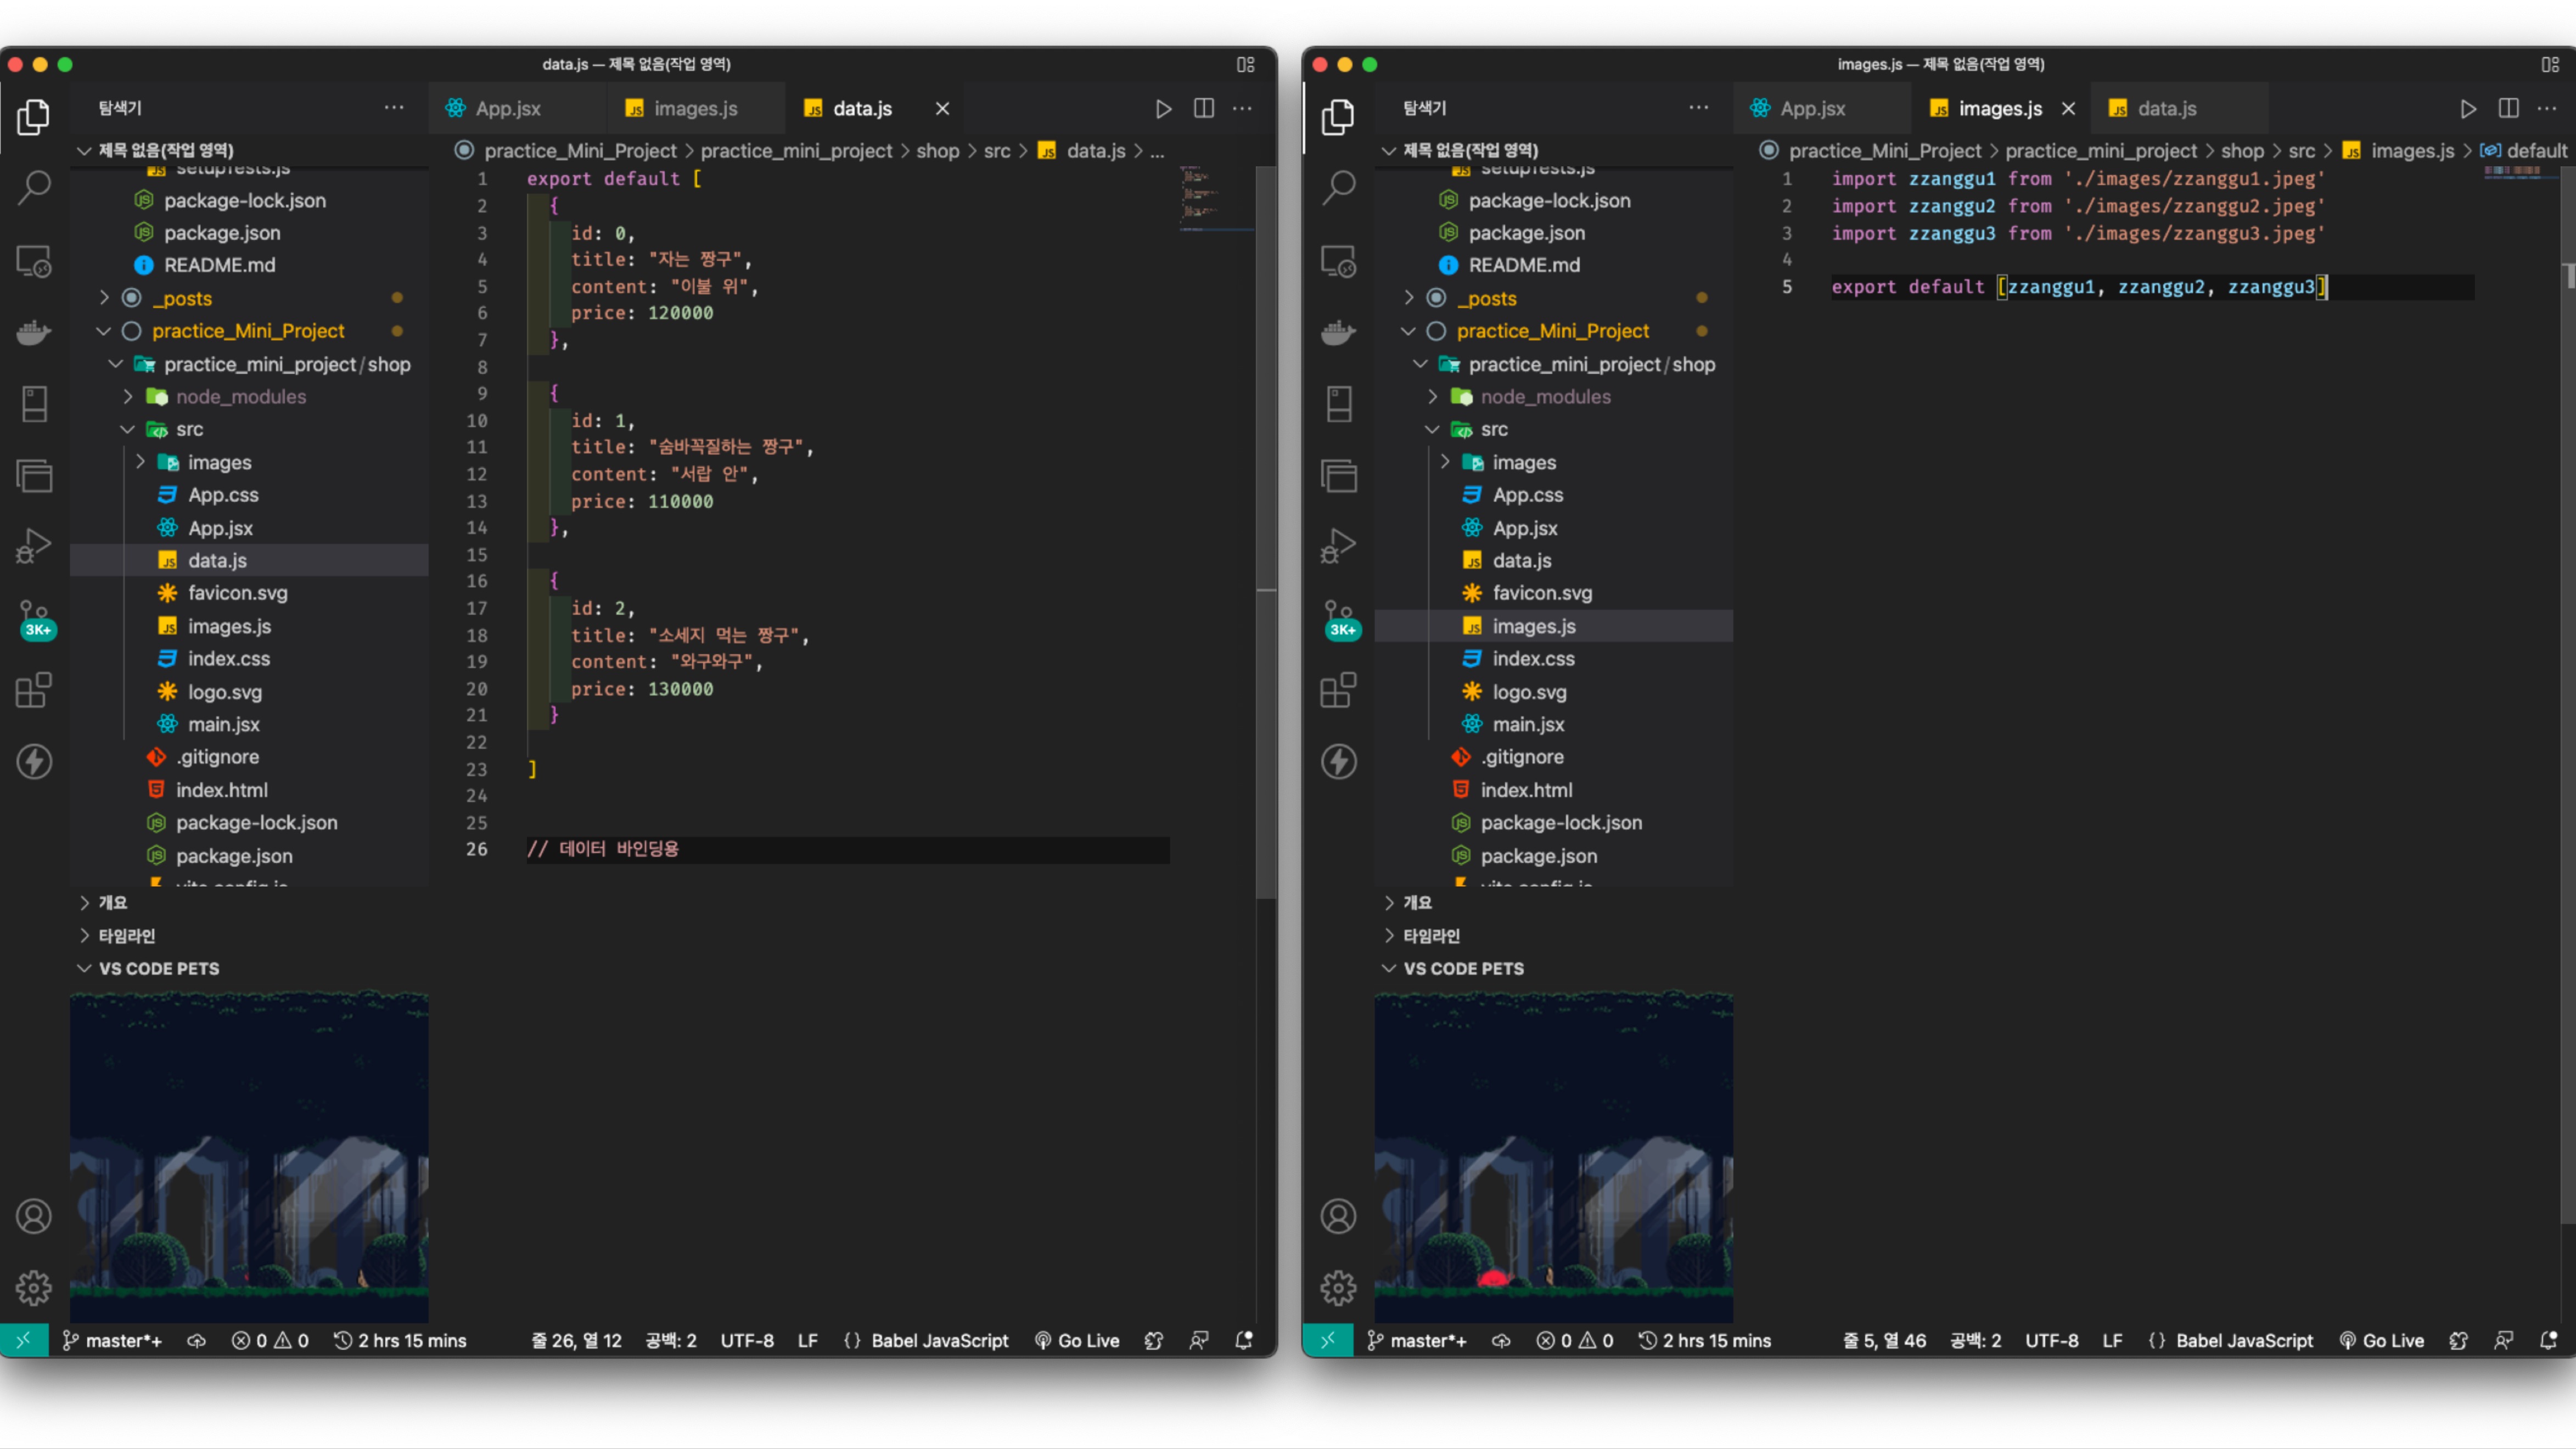 data.js — 제목 없음(작업 영역)
탐색기
App.jsx
images.js
data.js
제목 없음(작업 영역)
practice_Mini_Project > practice_mini_project > shop > src > data.js > ...
setupTests.js
package-lock.json
package.json
README.md
_posts
practice_Mini_Project
practice_mini_project/shop
node_modules
src
images
App.css
App.jsx
data.js
favicon.svg
images.js
index.css
logo.svg
main.jsx
.gitignore
index.html
package-lock.json
package.json
vite.config.js
개요
타임라인
VS CODE PETS
3K+
1 export default [
2 {
3 id: 0,
4 title: "자는 짱구",
5 content: "이불 위",
6 price: 120000
7 },
8
9 {
10 id: 1,
11 title: "숨바꼭질하는 짱구",
12 content: "서랍 안",
13 price: 110000
14 },
15
16 {
17 id: 2,
18 title: "소세지 먹는 짱구",
19 content: "와구와구",
20 price: 130000
21 }
22
23 ]
24
25
26 // 데이터 바인딩용
master*+ 0 0 2 hrs 15 mins 줄 26, 열 12 공백: 2 UTF-8 LF {} Babel JavaScript Go Live
images.js — 제목 없음(작업 영역)
탐색기
App.jsx
images.js
data.js
제목 없음(작업 영역)
practice_Mini_Project > practice_mini_project > shop > src > images.js > default
setupTests.js
package-lock.json
package.json
README.md
_posts
practice_Mini_Project
practice_mini_project/shop
node_modules
src
images
App.css
App.jsx
data.js
favicon.svg
images.js
index.css
logo.svg
main.jsx
.gitignore
index.html
package-lock.json
package.json
vite.config.js
개요
타임라인
VS CODE PETS
3K+
1 import zzanggu1 from './images/zzanggu1.jpeg'
2 import zzanggu2 from './images/zzanggu2.jpeg'
3 import zzanggu3 from './images/zzanggu3.jpeg'
4
5 export default [zzanggu1, zzanggu2, zzanggu3]
master*+ 0 0 2 hrs 15 mins 줄 5, 열 46 공백: 2 UTF-8 LF {} Babel JavaScript Go Live